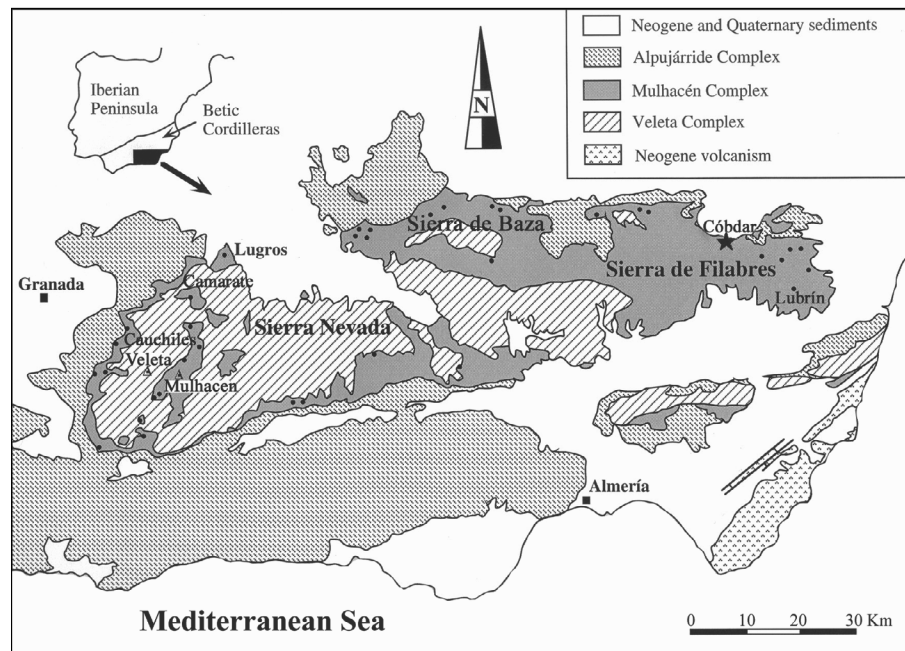 Neogene and Quaternary sediments
Alpujárride Complex
Mulhacén Complex
Veleta Complex
Neogene volcanism
Iberian
Peninsula
Betic
Cordilleras
N
Sierra de Baza
Cóbdar
Lugros
Sierra de Filabres
Camarate
Granada
Lubrín
Sierra Nevada
Cauchiles
Veleta
Mulhacen
Almería
Mediterranean Sea
0 10 20 30 Km